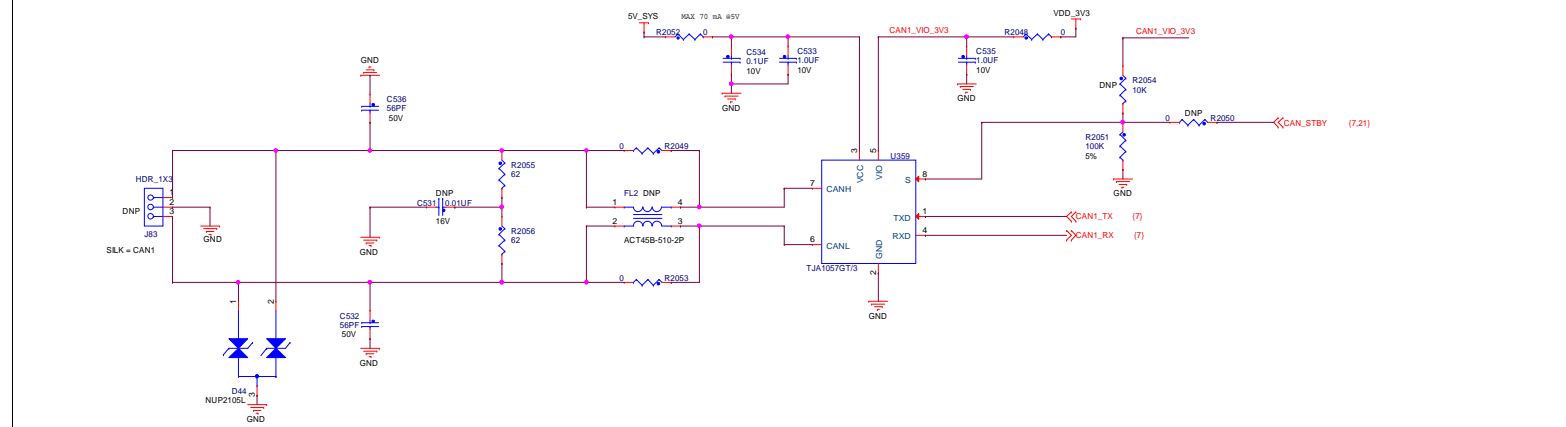 5V_SYS
MAX 70 mA @5V
VDD_3V3
R2052
0
CAN1_VIO_3V3
R2048
0
CAN1_VIO_3V3
C534
0.1UF
10V
C533
1.0UF
10V
C535
1.0UF
10V
GND
GND
GND
DNP
R2054
10K
C536
56PF
50V
0
DNP
R2050
CAN_STBY
{7,21}
R2051
100K
5%
GND
0
R2049
3
5
U359
HDR_1X3
1
2
3
DNP
J83
SILK = CAN1
GND
R2055
62
DNP
C531
0.01UF
16V
GND
R2056
62
FL2 DNP
1
4
2
3
ACT45B-510-2P
0
R2053
7
CANH
VCC
VIO
S
8
TXD
1
CAN1_TX
{7}
RXD
4
CAN1_RX
{7}
6
CANL
GND
TJA1057GT/3
2
GND
1
2
C532
56PF
50V
GND
D44
NUP2105L
3
GND